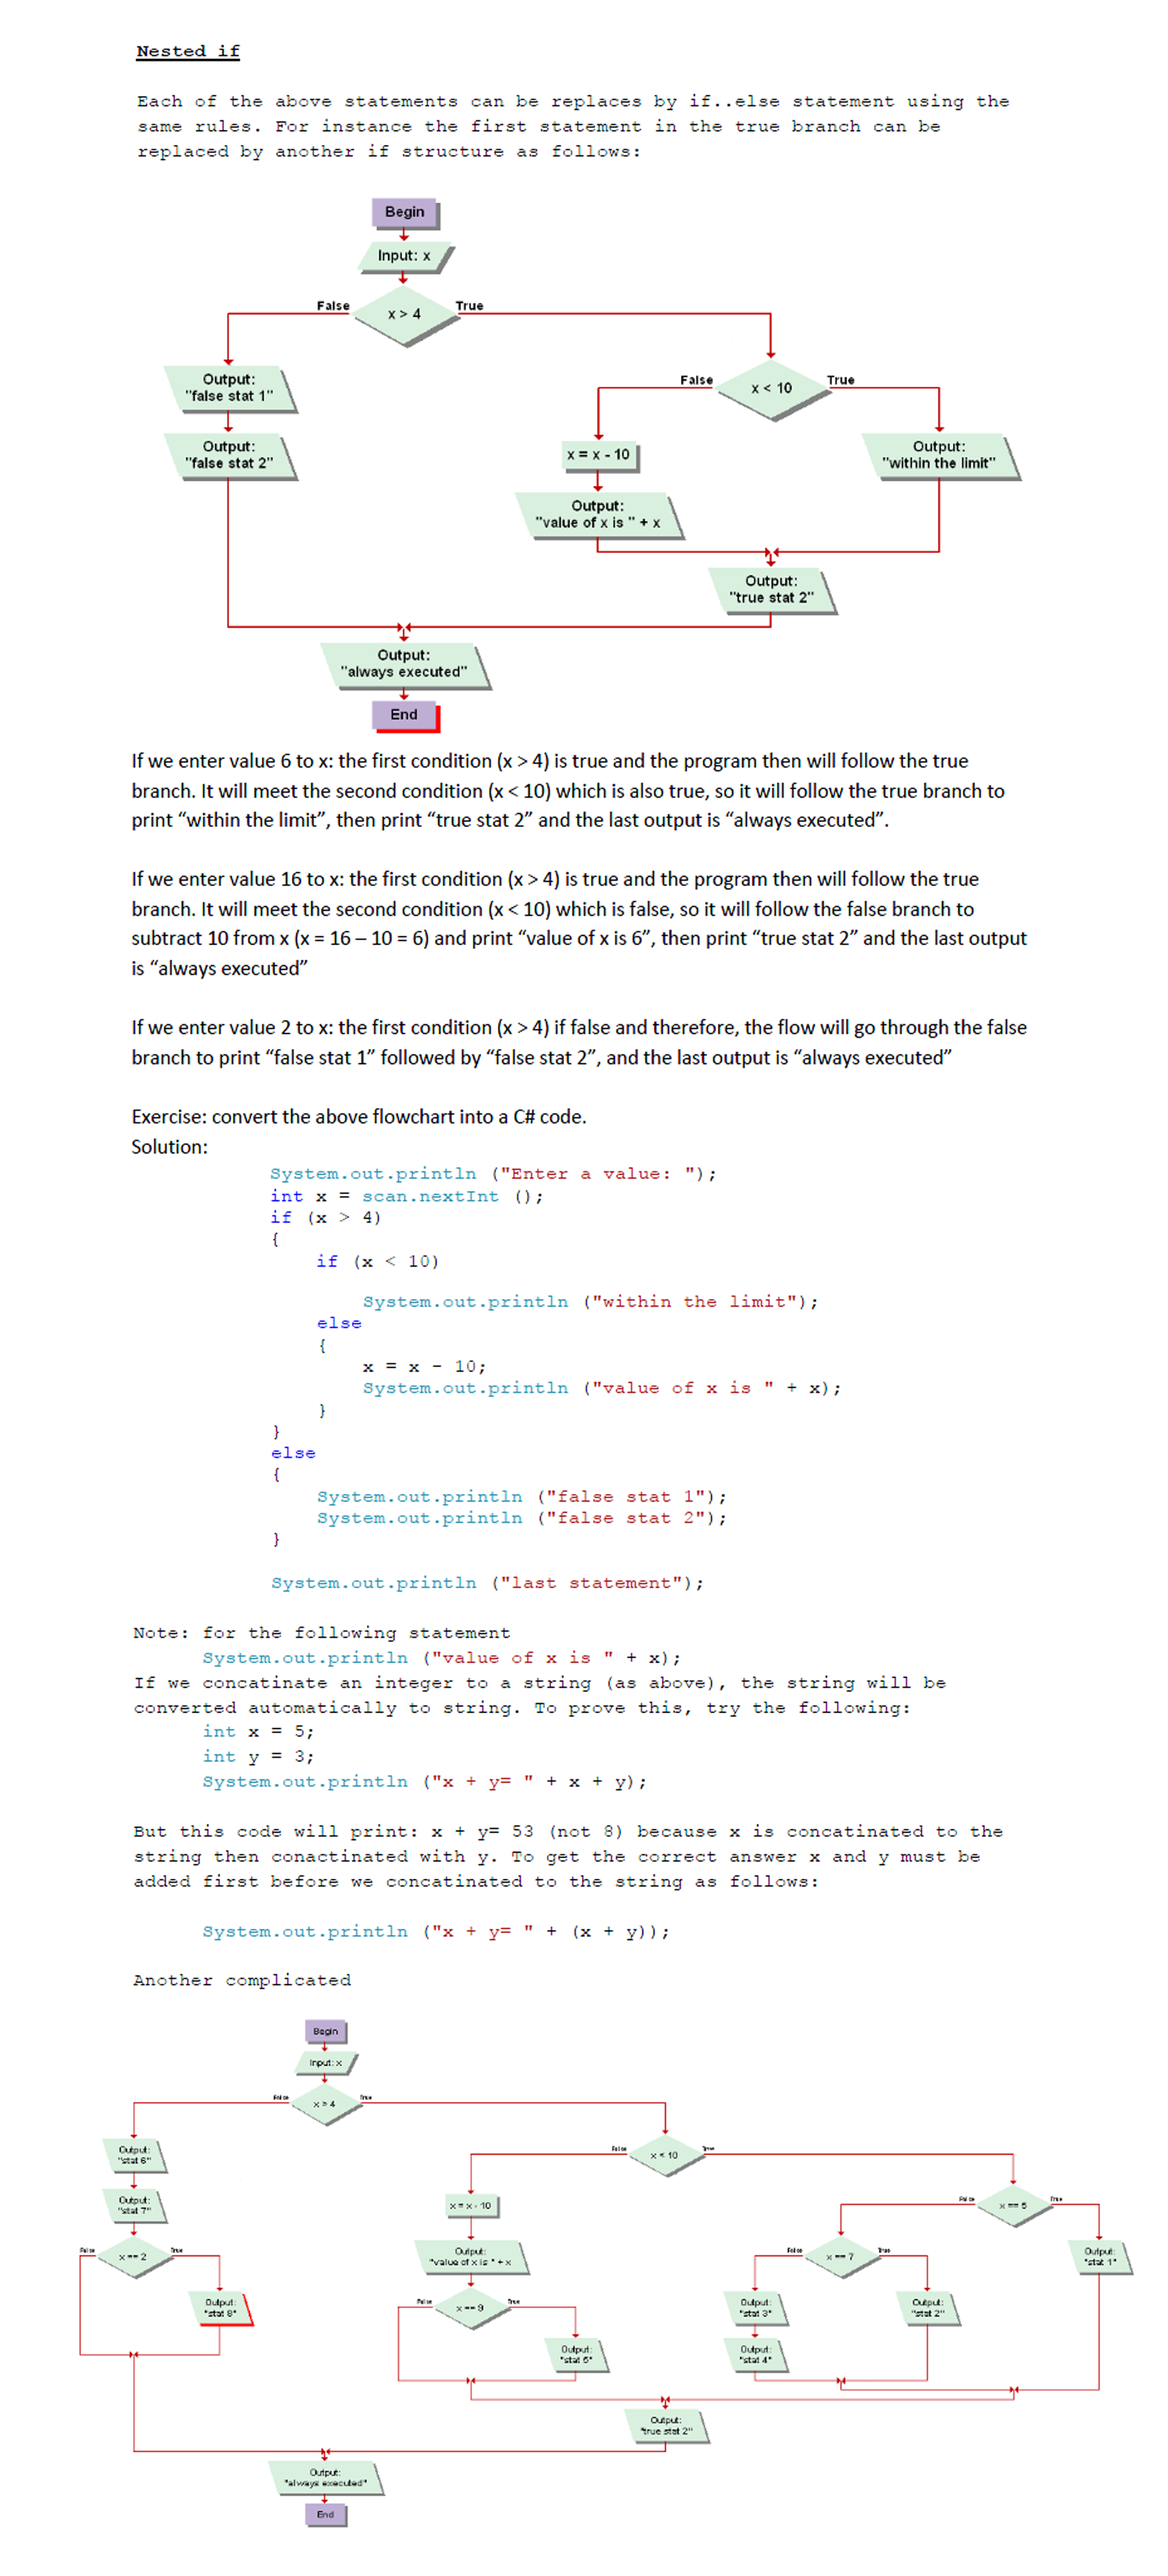 Nested if
Each of the above statements can be replaces by if..else statement using the
same rules. For instance the first statement in the true branch can be
replaced by another if structure as follows:
Begin
Input: x
False
True
x > 4
Output:
"false stat 1"
Output:
"false stat 2"
False
True
x < 10
x = x - 10
Output:
"value of x is " + x
Output:
"within the limit"
Output:
"true stat 2"
Output:
"always executed"
End
If we enter value 6 to x: the first condition (x > 4) is true and the program then will follow the true
branch. It will meet the second condition (x < 10) which is also true, so it will follow the true branch to
print “within the limit”, then print “true stat 2” and the last output is “always executed”.
If we enter value 16 to x: the first condition (x > 4) is true and the program then will follow the true
branch. It will meet the second condition (x < 10) which is false, so it will follow the false branch to
subtract 10 from x (x = 16 – 10 = 6) and print “value of x is 6”, then print “true stat 2” and the last output
is “always executed”
If we enter value 2 to x: the first condition (x > 4) if false and therefore, the flow will go through the false
branch to print “false stat 1” followed by “false stat 2”, and the last output is “always executed”
Exercise: convert the above flowchart into a C# code.
Solution:
System.out.println ("Enter a value: ");
int x = scan.nextInt ();
if (x > 4)
{
if (x < 10)
System.out.println ("within the limit");
else
{
x = x - 10;
System.out.println ("value of x is " + x);
}
}
else
{
System.out.println ("false stat 1");
System.out.println ("false stat 2");
}
System.out.println ("last statement");
Note: for the following statement
System.out.println ("value of x is " + x);
If we concatinate an integer to a string (as above), the string will be
converted automatically to string. To prove this, try the following:
int x = 5;
int y = 3;
System.out.println ("x + y= " + x + y);
But this code will print: x + y= 53 (not 8) because x is concatinated to the
string then conactinated with y. To get the correct answer x and y must be
added first before we concatinated to the string as follows:
System.out.println ("x + y= " + (x + y));
Another complicated
Begin
Input: x
False
True
x > 4
Output:
"stat 6"
Output:
"stat 7"
False
True
x == 2
Output:
"stat 8"
False
True
x < 10
x = x - 10
Output:
"value of x is " + x
False
True
x == 9
Output:
"stat 5"
False
True
x == 5
Output:
"stat 1"
False
True
x == 7
Output:
"stat 3"
Output:
"stat 4"
Output:
"stat 2"
Output:
"true stat 2"
Output:
"always executed"
End